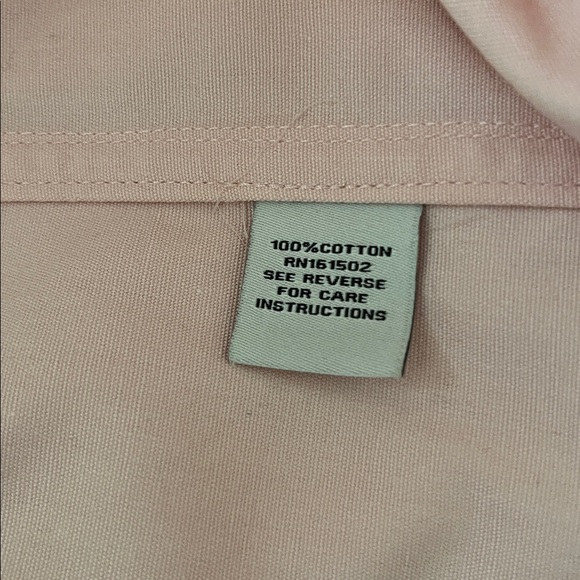 100%COTTON
RN161502
SEE REVERSE
FOR CARE
INSTRUCTIONS